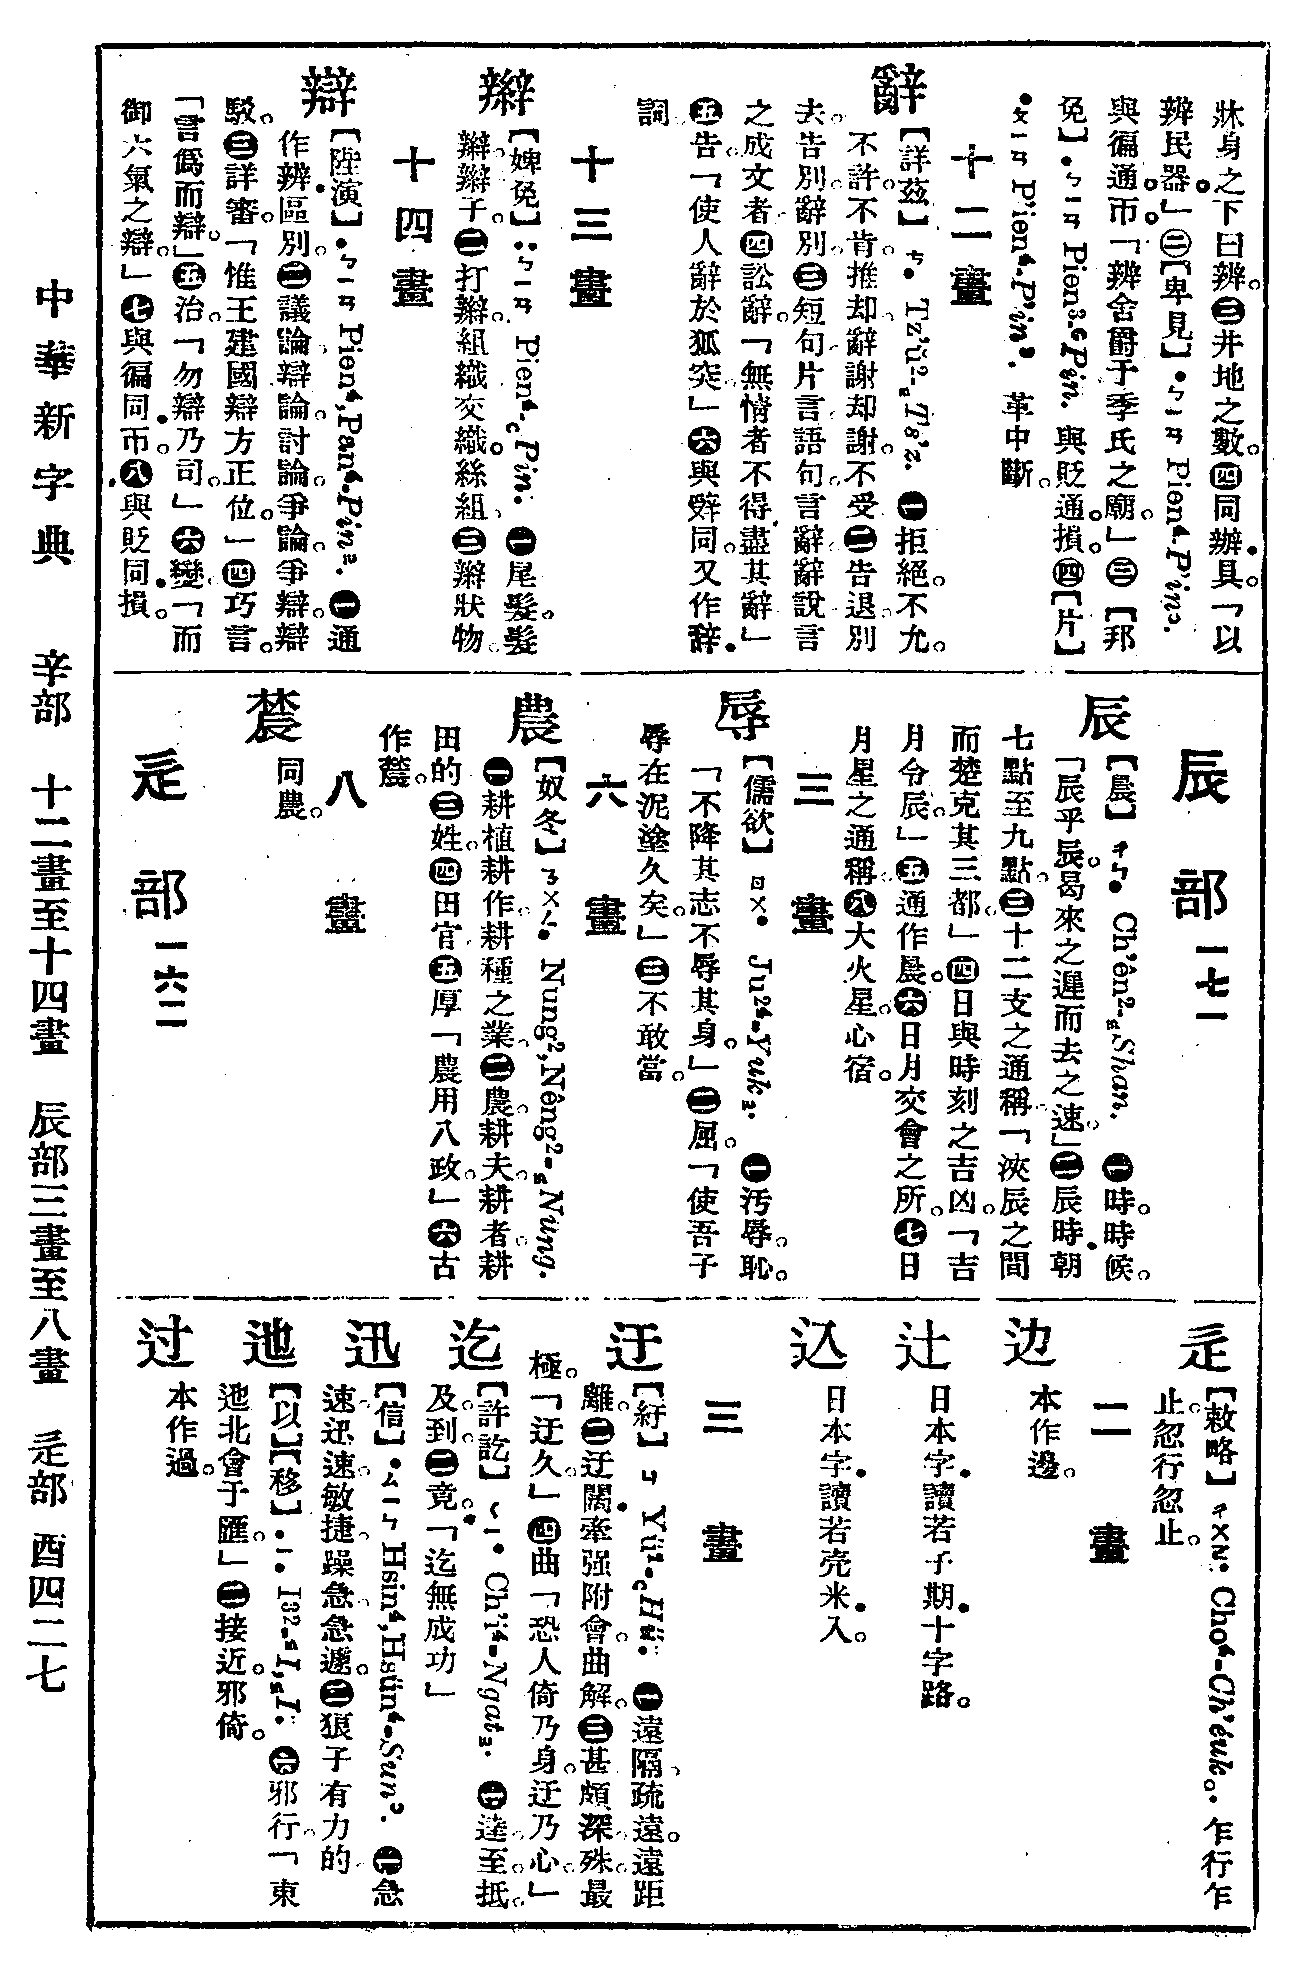 牀身之下曰辨。㊂井地之數。㊃同辦。具。「以
辨民器。」㊁【卑見】•ㄅㄧㄢ Pien⁴-P'in².
與徧通。帀。「辨舍爵于季氏之廟。」㊂【邦
免】•ㄅㄧㄢ Pien³-Pin. 與貶通。損。㊃【片】
•ㄆㄧㄢ P'ien⁴-P'in. 革中斷。
十二畫
辭
【詳茲】ㄘ• Tz'ŭ²-Ts'z. ㊀拒絕。不允。
不許。不肯。推却。辭謝。却謝。不受。㊁告退。別
去。告別。辭別。㊂短句。片言。語句。言辭。辭說。言
之成文者。㊃訟辭。「無情者不得盡其辭」
㊄告。「使人辭於狐突」㊅與辤同。又作辞。
詞。
十三畫
辮
【婢免】:ㄅㄧㄢ Pien⁴-Pin. ㊀尾髮。髮
辮。辮子。㊁打辮。組織。交織。絲組。㊂辮狀物。
十四畫
辯
【陛演】•ㄅㄧㄢ Pien⁴,Pan⁴-Pin. ㊀通
作辨。區別。㊁議論。辯論。討論。爭論。爭辯。辯
駁。㊂詳審。「惟王建國辯方正位。」㊃巧言。
「言僞而辯。」㊄治。「勿辯乃司。」㊅變。「而
御六氣之辯。」㊆與徧同。帀。㊇與貶同。損。
辰部 一七一
辰
【晨】ㄔㄣ• Ch'ên²-Shan. ㊀時。時候。
「辰乎辰。曷來之遲而去之速。」㊁辰時。朝
七點至九點。㊂十二支之通稱。「浹辰之間
而楚克其三都。」㊃日與時刻之吉凶。「吉
月令辰。」㊄通作晨。㊅日月交會之所。㊆日
月星之通稱。㊇大火星。心宿。
三畫
辱
【儒欲】ㄖㄨ• Ju²⁴-Yuk. ㊀汚辱。恥。
「不降其志不辱其身。」㊁屈。「使吾子
辱在泥塗久矣。」㊂不敢當。
六畫
農
【奴冬】ㄋㄨㄥ• Nung²,Nêng²-Nung.
㊀耕植。耕作。耕種之業。㊁農。耕夫。耕者。耕
田的。㊂姓。㊃田官。㊄厚。「農用八政。」㊅古
作辳。
八畫
辳
同農。
辵部 一六二
辵
【敕略】ㄔㄨㄛ• Cho⁴-Ch'éuk. 乍行乍
止。忽行忽止。
二畫
边
本作邊。
辻
日本字。讀若子期。十字路。
込
日本字。讀若壳米。入。
三畫
迂
【紆】ㄩ Yü¹-Hü. ㊀遠隔。疏遠。遠距
離。㊁迂闊。牽强附會。曲解。㊂甚。頗。深。殊。最
極。「迂久。」㊃曲。「恐人倚乃身。迂乃心。」
迄
【許訖】ㄑㄧ• Ch'i⁴-Ngat. ㊀逹。至。抵。
及。到。㊁竟。「迄無成功」
迅
【信】•ㄙㄧㄣ Hsin⁴,Hsün⁴-Sun. ㊀急
速。迅速。敏捷。躁急。急遽。㊁狼子有力的
迆
【以】【移】•ㄧ• I³²-I,I. ㊀邪行。「東
迆北會于匯。」㊁接近。邪倚。
过
本作過。
中華新字典 辛部 十二畫至十四畫 辰部三畫至八畫 辵部 酉四二七